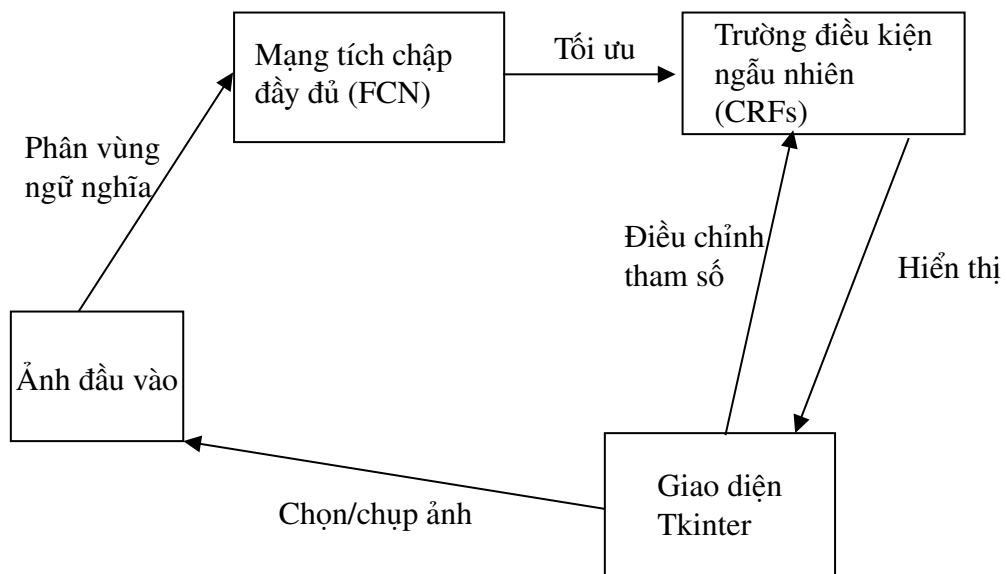 Mạng tích chập
đầy đủ (FCN)
Tối ưu
Trường điều kiện
ngẫu nhiên
(CRFs)
Phân vùng
ngữ nghĩa
Điều chỉnh
tham số
Hiển thị
Ảnh đầu vào
Chọn/chụp ảnh
Giao diện
Tkinter